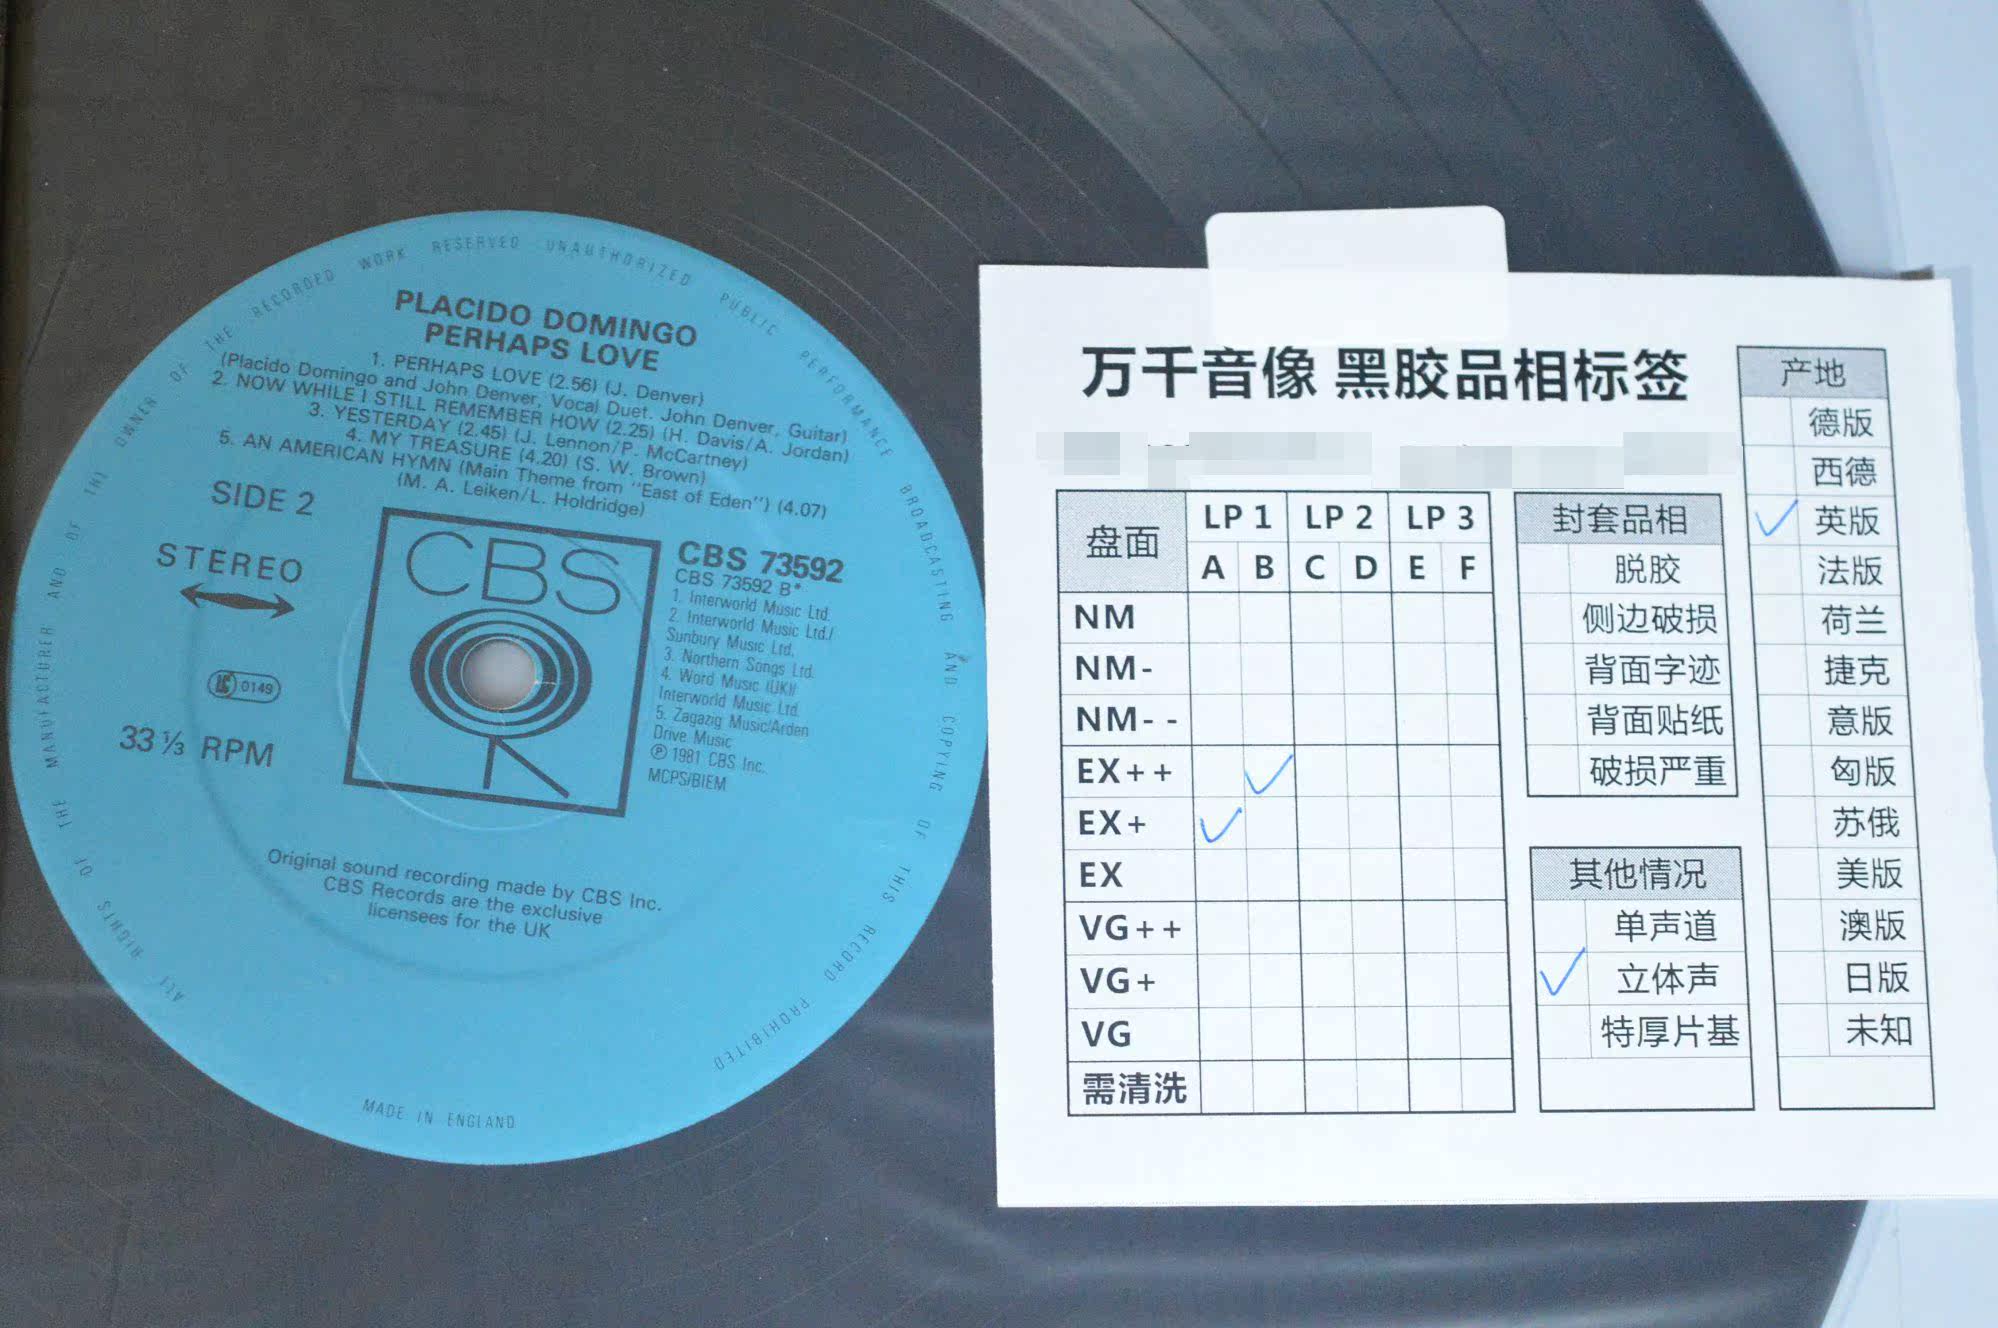 ALL RIGHTS OF THE MANUFACTURER AND OF THE OWNER OF THE RECORDED WORK RESERVED UNAUTHORIZED PUBLIC PERFORMANCE BROADCASTING AND COPYING OF THIS RECORD PROHIBITED
PLACIDO DOMINGO
PERHAPS LOVE
1. PERHAPS LOVE (2.56) (J. Denver)
(Placido Domingo and John Denver, Vocal Duet. John Denver, Guitar)
2. NOW WHILE I STILL REMEMBER HOW (2.25) (H. Davis/A. Jordan)
3. YESTERDAY (2.45) (J. Lennon/P. McCartney)
4. MY TREASURE (4.20) (S. W. Brown)
5. AN AMERICAN HYMN (Main Theme from "East of Eden") (4.07)
(M. A. Leiken/L. Holdridge)
SIDE 2
STEREO
LC 0149
33⅓ RPM
CBS
CBS 73592
CBS 73592 B*
1. Interworld Music Ltd.
2. Interworld Music Ltd./
Sunbury Music Ltd.
3. Northern Songs Ltd.
4. Word Music (UK)/
Interworld Music Ltd.
5. Zagazig Music/Arden
Drive Music
℗ 1981 CBS Inc.
MCPS/BIEM
Original sound recording made by CBS Inc.
CBS Records are the exclusive
licensees for the UK
MADE IN ENGLAND
万千音像 黑胶品相标签
盘面 LP 1 LP 2 LP 3
A B C D E F
NM
NM-
NM--
EX++ ✓
EX+ ✓
EX
VG++
VG+
VG
需清洗
封套品相
脱胶
侧边破损
背面字迹
背面贴纸
破损严重
其他情况
单声道
✓ 立体声
特厚片基
产地
德版
西德
✓ 英版
法版
荷兰
捷克
意版
匈版
苏俄
美版
澳版
日版
未知